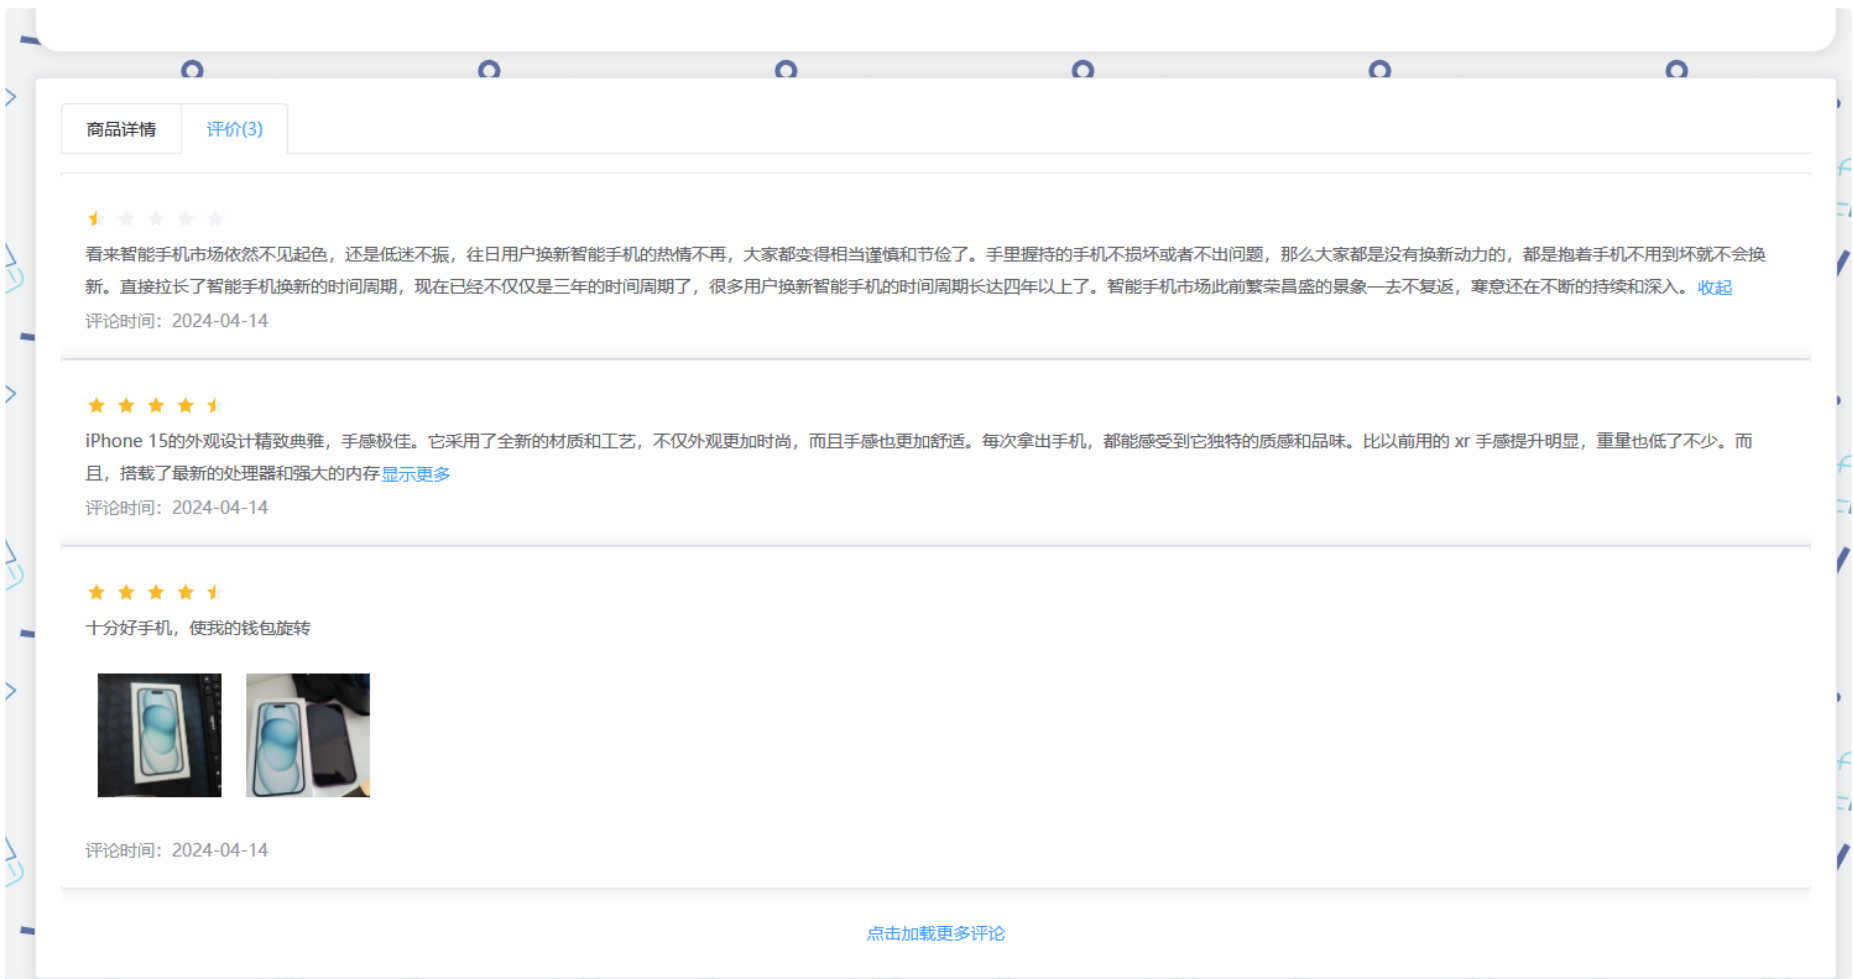 商品详情
评价(3)
看来智能手机市场依然不见起色，还是低迷不振，往日用户换新智能手机的热情不再，大家都变得相当谨慎和节俭了。手里握持的手机不损坏或者不出问题，那么大家都是没有换新动力的，都是抱着手机不用到坏就不会换
新。直接拉长了智能手机换新的时间周期，现在已经不仅仅是三年的时间周期了，很多用户换新智能手机的时间周期长达四年以上了。智能手机市场此前繁荣昌盛的景象一去不复返，寒意还在不断的持续和深入。收起
评论时间：2024-04-14
iPhone 15的外观设计精致典雅，手感极佳。它采用了全新的材质和工艺，不仅外观更加时尚，而且手感也更加舒适。每次拿出手机，都能感受到它独特的质感和品味。比以前用的 xr 手感提升明显，重量也低了不少。而
且，搭载了最新的处理器和强大的内存显示更多
评论时间：2024-04-14
十分好手机，使我的钱包旋转
评论时间：2024-04-14
点击加载更多评论